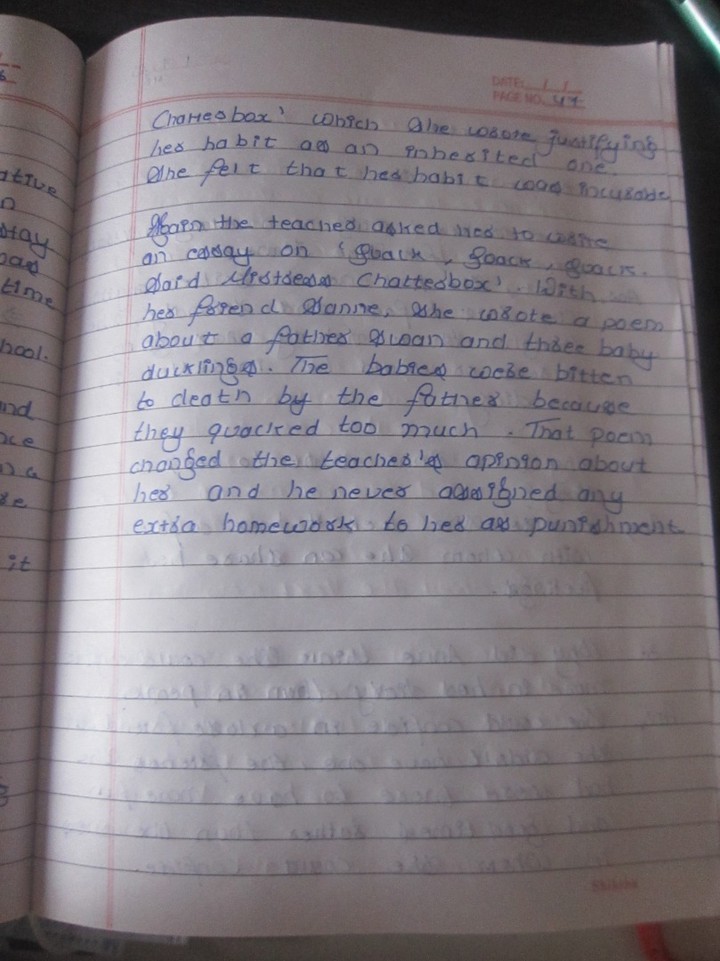 DATE: / /
PAGE NO. 47
Chatterbox' which she wrote justifying
her habit as an inherited one.
She felt that her habit was incurable
Again the teacher asked her to write
an essay on 'Quack, Quack, Quack.
Said Mistress Chatterbox'. With
her friend Sanne, she wrote a poem
about a father swan and three baby
ducklings. The babies were bitten
to death by the father because
they quacked too much. That poem
changed the teacher's opinion about
her and he never assigned any
extra homework to her as punishment.
ative
n
stay
time
hool.
nd
nce
n a
it